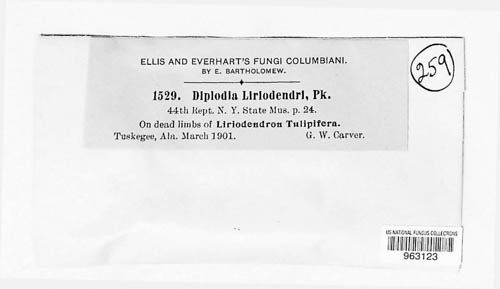 ELLIS AND EVERHART'S FUNGI COLUMBIANI.
BY E. BARTHOLOMEW.
1529. Diplodia Liriodendri, Pk.
44th Rept. N. Y. State Mus. p. 24.
On dead limbs of Liriodendron Tulipifera.
Tuskegee, Ala. March 1901. G. W. Carver.
259
US NATIONAL FUNGUS COLLECTIONS
963123